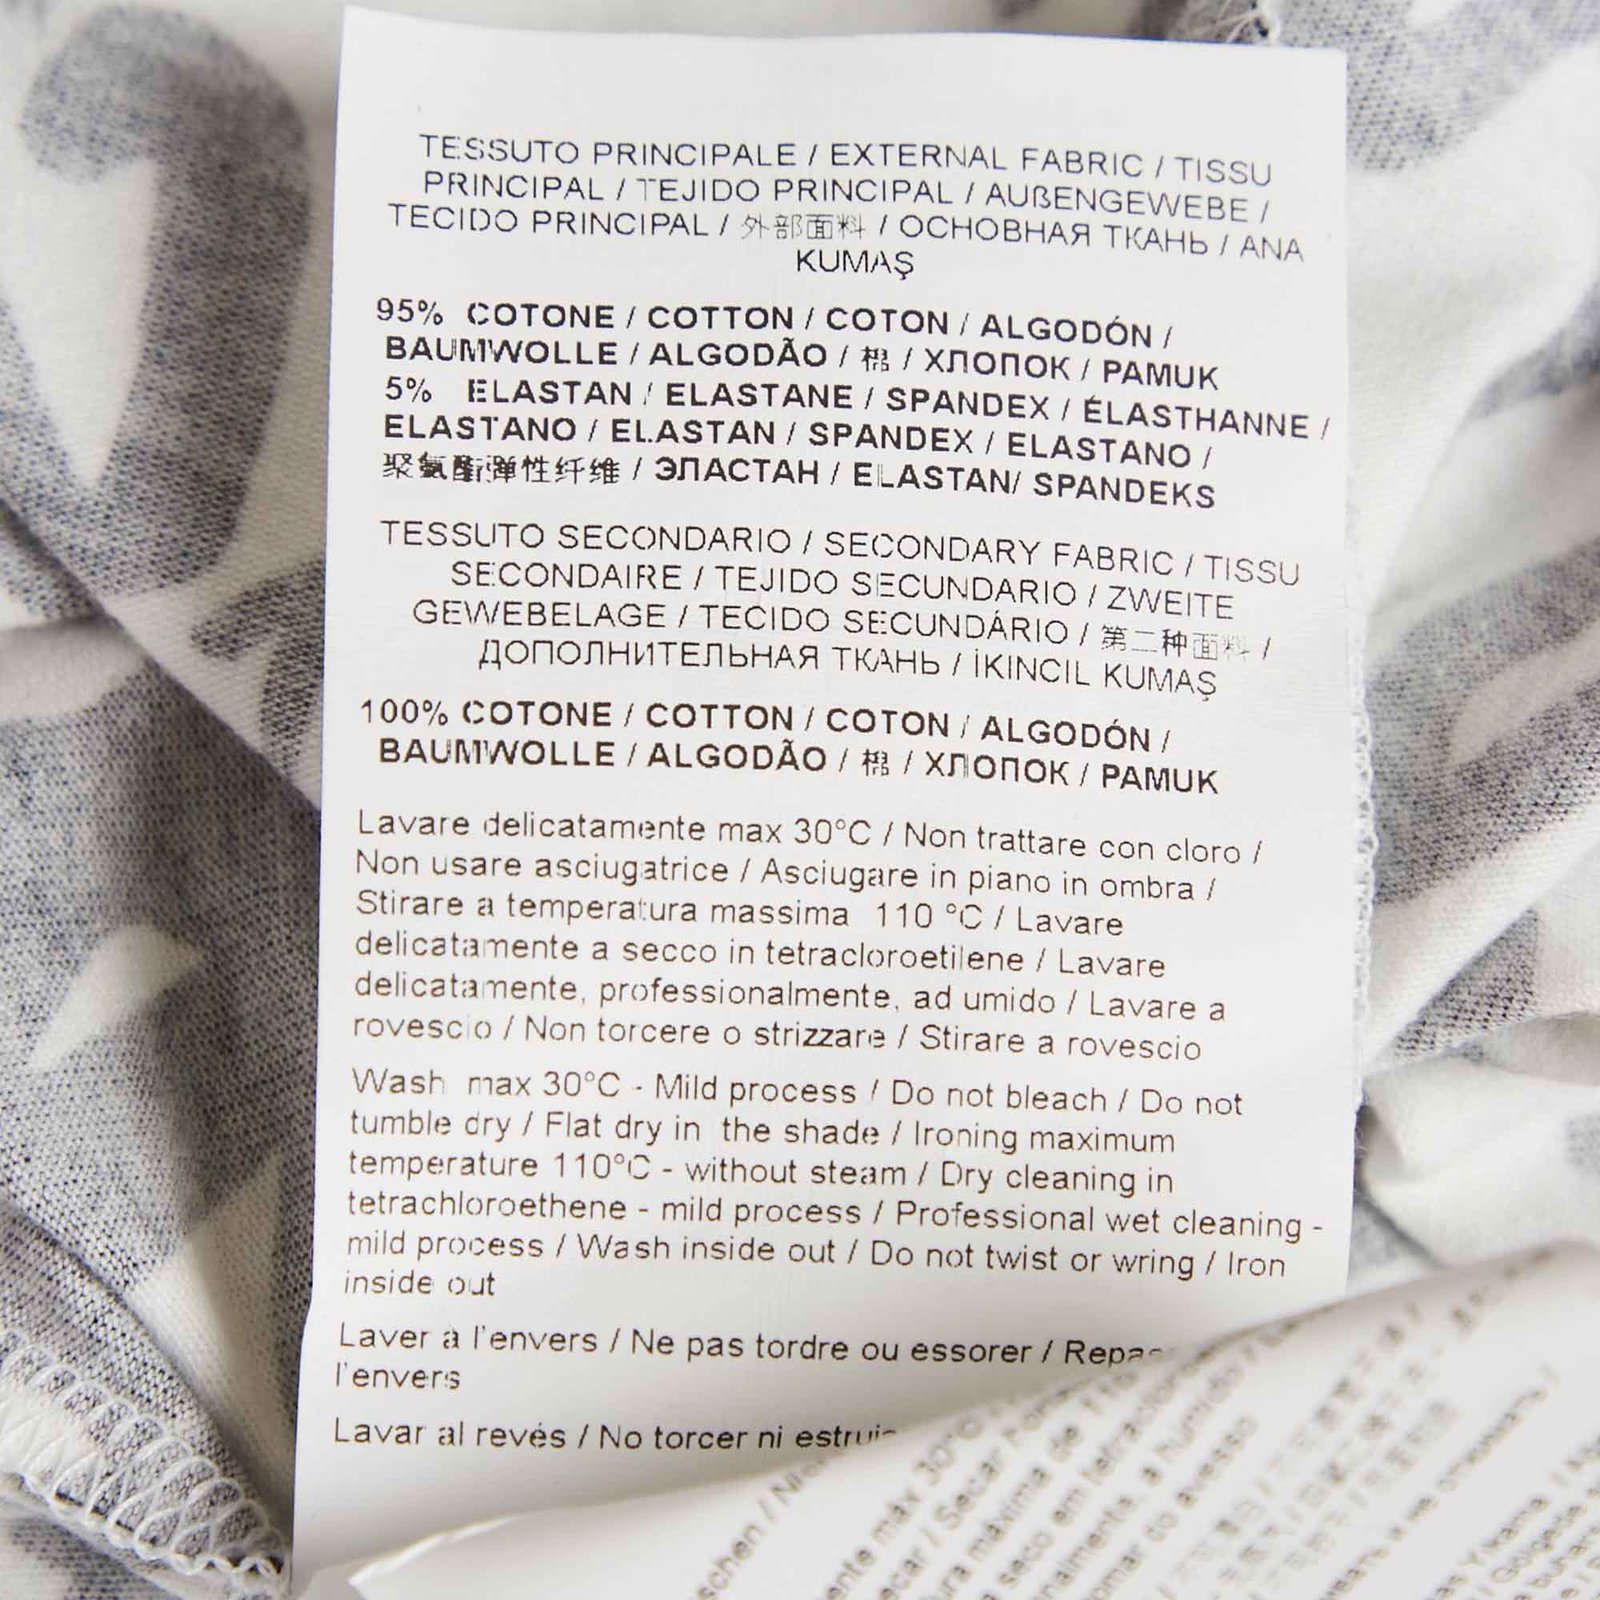 TESSUTO PRINCIPALE / EXTERNAL FABRIC / TISSU
PRINCIPAL / TEJIDO PRINCIPAL / AUßENGEWEBE /
TECIDO PRINCIPAL / 外部面料 / ОСНОВНАЯ ТКАНЬ / ANA
KUMAŞ
95% COTONE / COTTON / COTON / ALGODÓN /
BAUMWOLLE / ALGODÃO / 棉 / ХЛОПОК / PAMUK
5% ELASTAN / ELASTANE / SPANDEX / ÉLASTHANNE /
ELASTANO / ELASTAN / SPANDEX / ELASTANO /
聚氨酯弹性纤维 / ЭЛАСТАН / ELASTAN/ SPANDEKS
TESSUTO SECONDARIO / SECONDARY FABRIC / TISSU
SECONDAIRE / TEJIDO SECUNDARIO / ZWEITE
GEWEBELAGE / TECIDO SECUNDÁRIO / 第二种面料 /
ДОПОЛНИТЕЛЬНАЯ ТКАНЬ / İKINCIL KUMAŞ
100% COTONE / COTTON / COTON / ALGODÓN /
BAUMWOLLE / ALGODÃO / 棉 / ХЛОПОК / PAMUK
Lavare delicatamente max 30°C / Non trattare con cloro /
Non usare asciugatrice / Asciugare in piano in ombra /
Stirare a temperatura massima 110 °C / Lavare
delicatamente a secco in tetracloroetilene / Lavare
delicatamente, professionalmente, ad umido / Lavare a
rovescio / Non torcere o strizzare / Stirare a rovescio
Wash max 30°C - Mild process / Do not bleach / Do not
tumble dry / Flat dry in the shade / Ironing maximum
temperature 110°C - without steam / Dry cleaning in
tetrachloroethene - mild process / Professional wet cleaning -
mild process / Wash inside out / Do not twist or wring / Iron
inside out
Laver à l'envers / Ne pas tordre ou essorer /
l'envers
Lavar al revés / No torcer ni